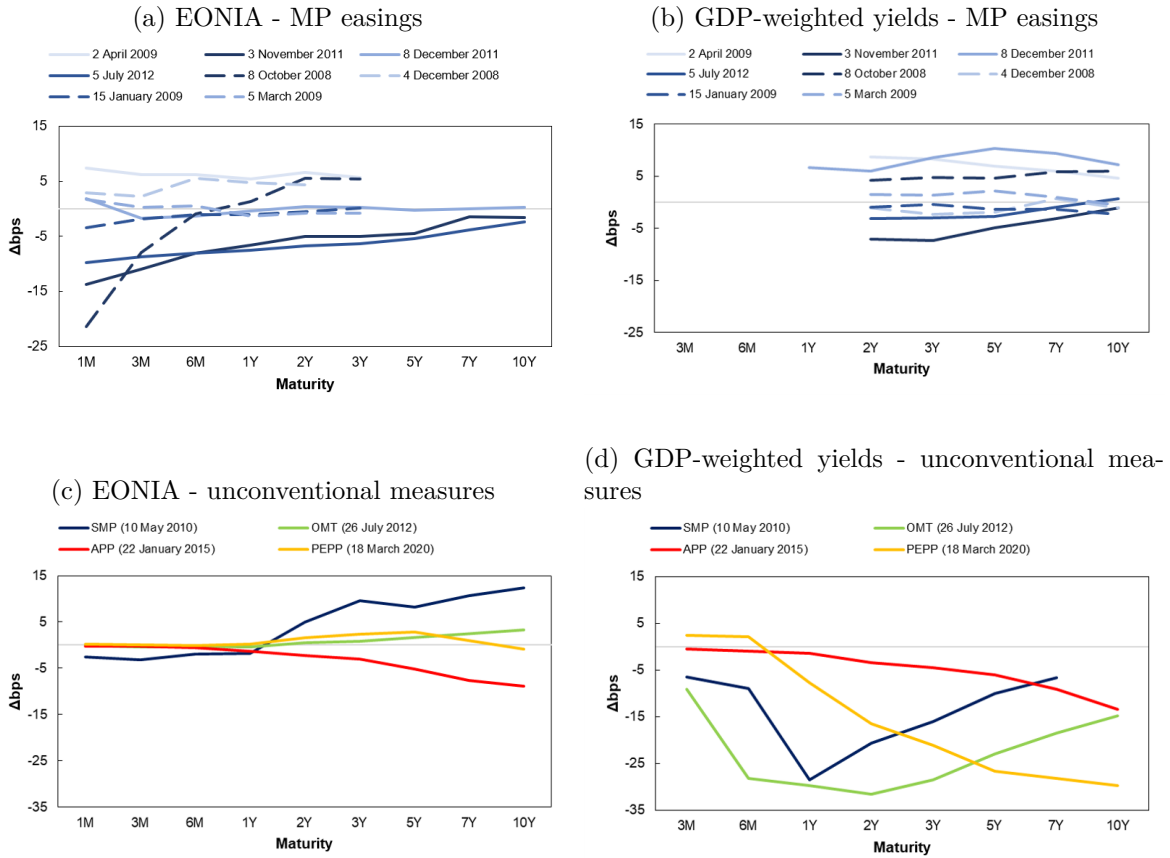 (a) EONIA - MP easings
2 April 2009 3 November 2011 8 December 2011
5 July 2012 8 October 2008 4 December 2008
15 January 2009 5 March 2009
15
5
-5
-15
-25
Δbps
1M 3M 6M 1Y 2Y 3Y 5Y 7Y 10Y
Maturity
(b) GDP-weighted yields - MP easings
2 April 2009 3 November 2011 8 December 2011
5 July 2012 8 October 2008 4 December 2008
15 January 2009 5 March 2009
15
5
-5
-15
-25
Δbps
3M 6M 1Y 2Y 3Y 5Y 7Y 10Y
Maturity
(c) EONIA - unconventional measures
SMP (10 May 2010) OMT (26 July 2012)
APP (22 January 2015) PEPP (18 March 2020)
15
5
-5
-15
-25
-35
Δbps
1M 3M 6M 1Y 2Y 3Y 5Y 7Y 10Y
Maturity
(d) GDP-weighted yields - unconventional mea-
sures
SMP (10 May 2010) OMT (26 July 2012)
APP (22 January 2015) PEPP (18 March 2020)
15
5
-5
-15
-25
-35
Δbps
3M 6M 1Y 2Y 3Y 5Y 7Y 10Y
Maturity